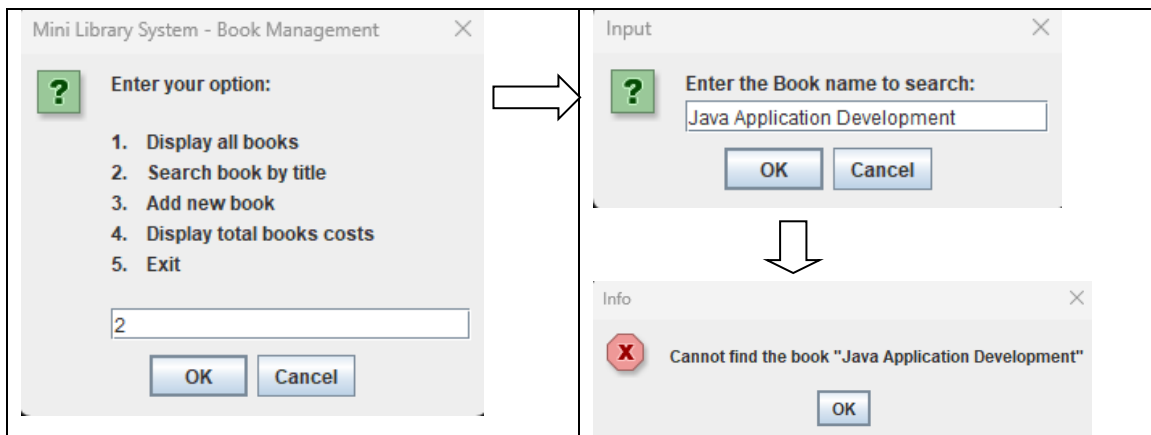 Mini Library System - Book Management
?
Enter your option:
1. Display all books
2. Search book by title
3. Add new book
4. Display total books costs
5. Exit
2
OK
Cancel
Input
?
Enter the Book name to search:
Java Application Development
OK
Cancel
Info
X
Cannot find the book "Java Application Development"
OK